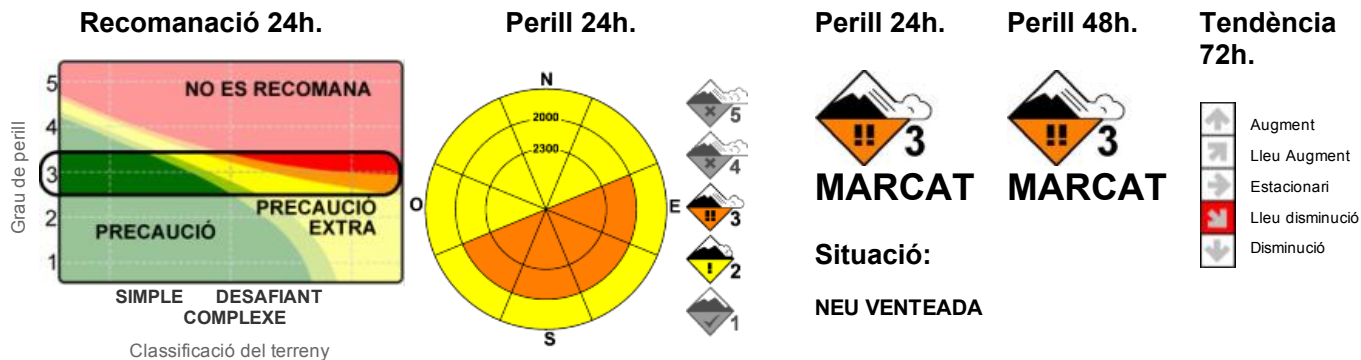 Recomanació 24h.
Grau de perill
5
4
3
2
1
NO ES RECOMANA
PRECAUCIÓ
EXTRA
PRECAUCIÓ
SIMPLE DESAFIANT
COMPLEXE
Classificació del terreny
Perill 24h.
N
2000
2300
O
E
S
5
4
!! 3
! 2
1
Perill 24h.
!! 3
MARCAT
Situació:
NEU VENTEADA
Perill 48h.
!! 3
MARCAT
Tendència
72h.
Augment
Lleu Augment
Estacionari
Lleu disminució
Disminució